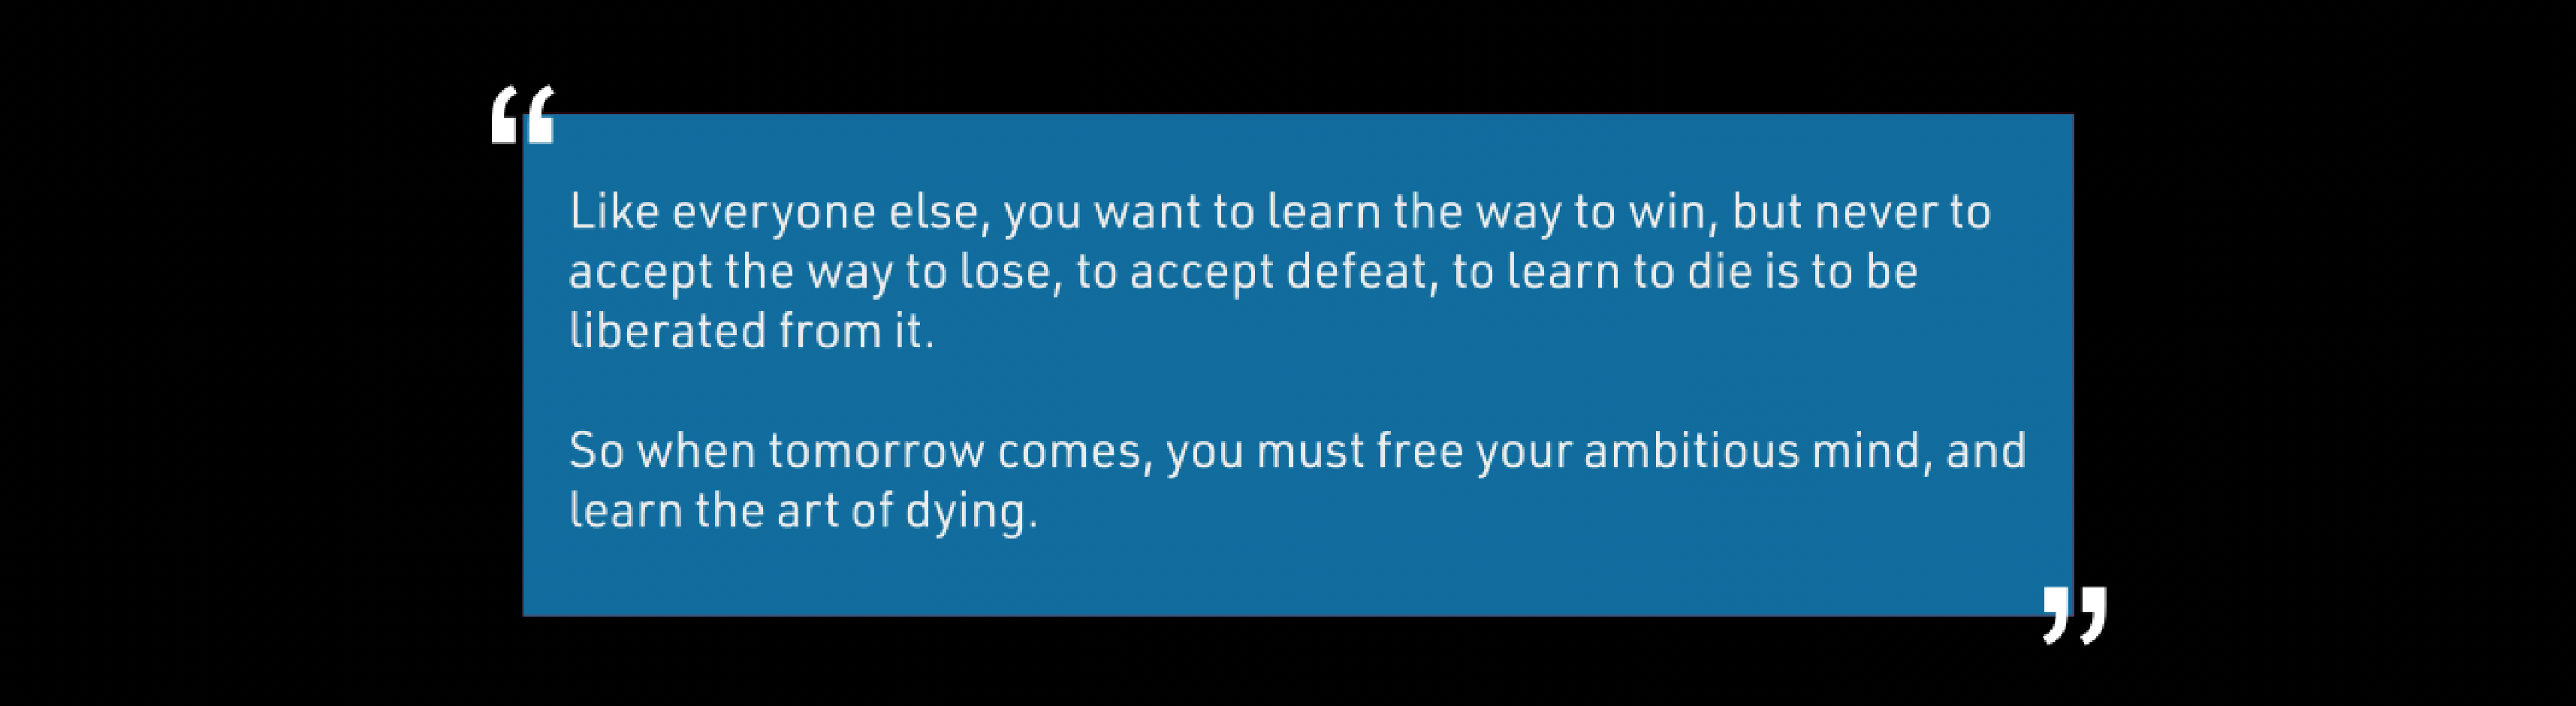 “
Like everyone else, you want to learn the way to win, but never to
accept the way to lose, to accept defeat, to learn to die is to be
liberated from it.
So when tomorrow comes, you must free your ambitious mind, and
learn the art of dying.
”